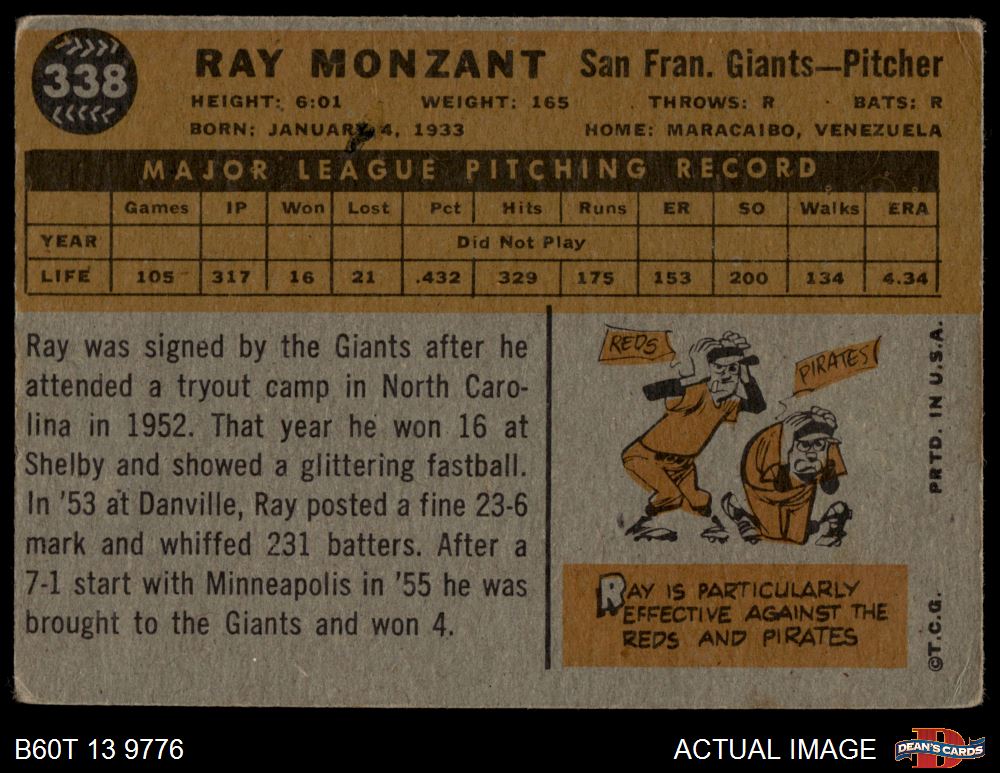 338
RAY MONZANT San Fran. Giants—Pitcher
HEIGHT: 6:01 WEIGHT: 165 THROWS: R BATS: R
BORN: JANUARY 4, 1933 HOME: MARACAIBO, VENEZUELA
MAJOR LEAGUE PITCHING RECORD
Games IP Won Lost Pct Hits Runs ER SO Walks ERA
YEAR Did Not Play
LIFE 105 317 16 21 .432 329 175 153 200 134 4.34
Ray was signed by the Giants after he
attended a tryout camp in North Caro-
lina in 1952. That year he won 16 at
Shelby and showed a glittering fastball.
In '53 at Danville, Ray posted a fine 23-6
mark and whiffed 231 batters. After a
7-1 start with Minneapolis in '55 he was
brought to the Giants and won 4.
REDS
PIRATES
RAY IS PARTICULARLY
EFFECTIVE AGAINST THE
REDS AND PIRATES
©T.C.G. PRTD. IN U.S.A.
B60T 13 9776
ACTUAL IMAGE
D
DEAN'S CARDS